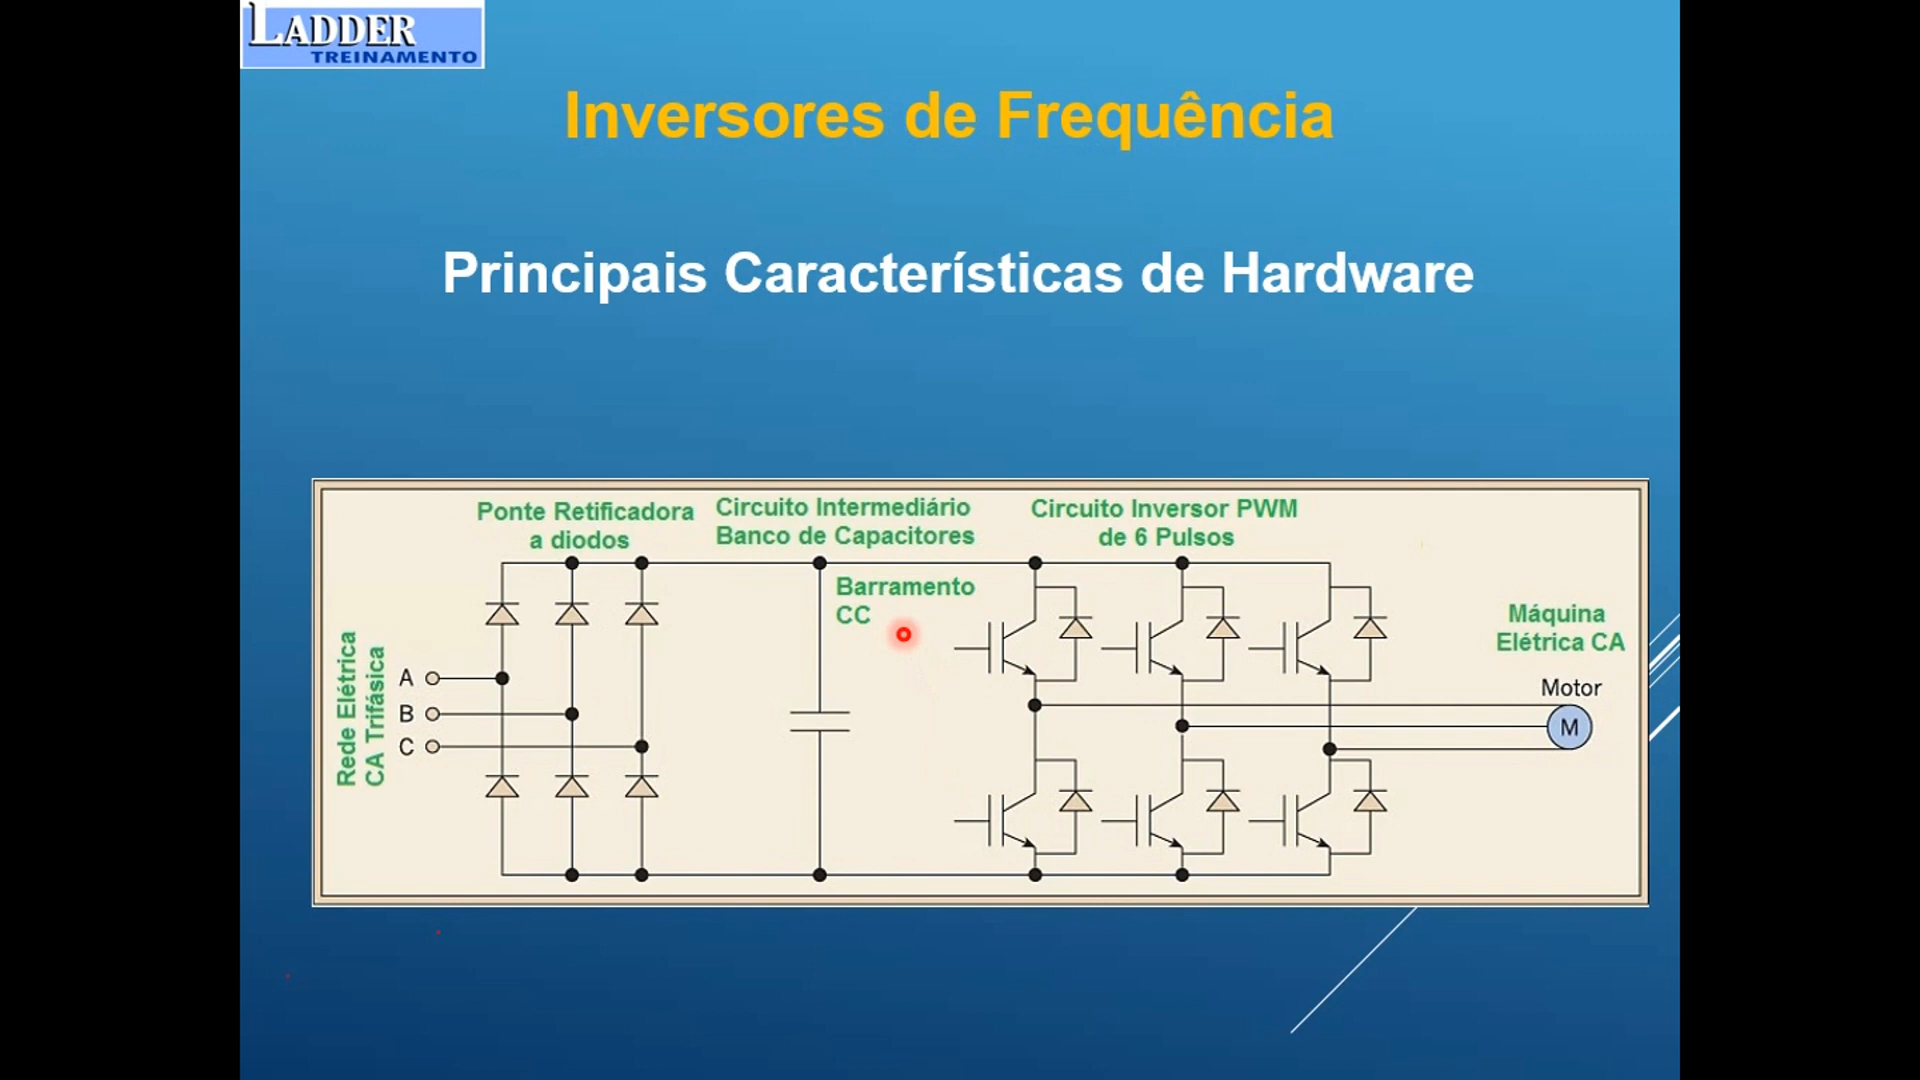 LADDER
TREINAMENTO
Inversores de Frequência
Principais Características de Hardware
Ponte Retificadora
a diodos
Circuito Intermediário
Banco de Capacitores
Circuito Inversor PWM
de 6 Pulsos
Barramento
CC
Máquina
Elétrica CA
Rede Elétrica
CA Trifásica
A
B
C
Motor
M